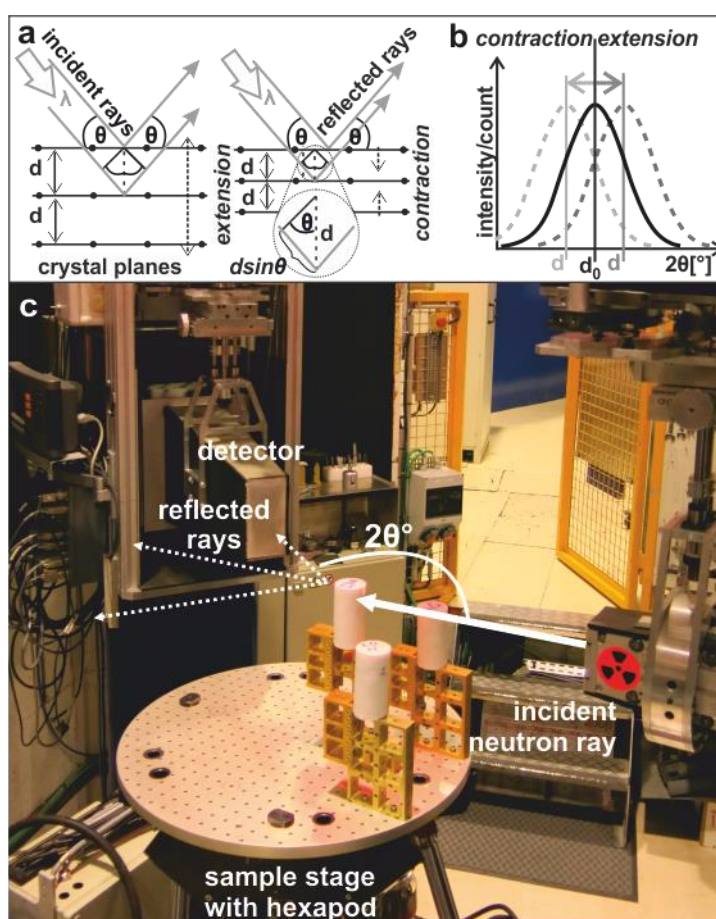 a
incident rays
λ
θ
θ
d
d
crystal planes
extension
λ
θ
θ
reflected rays
d
d
θ
d
dsinθ
contraction
b
contraction extension
intensity/count
d
d₀
d
2θ[°]
c
detector
reflected
rays
2θ°
incident
neutron ray
sample stage
with hexapod